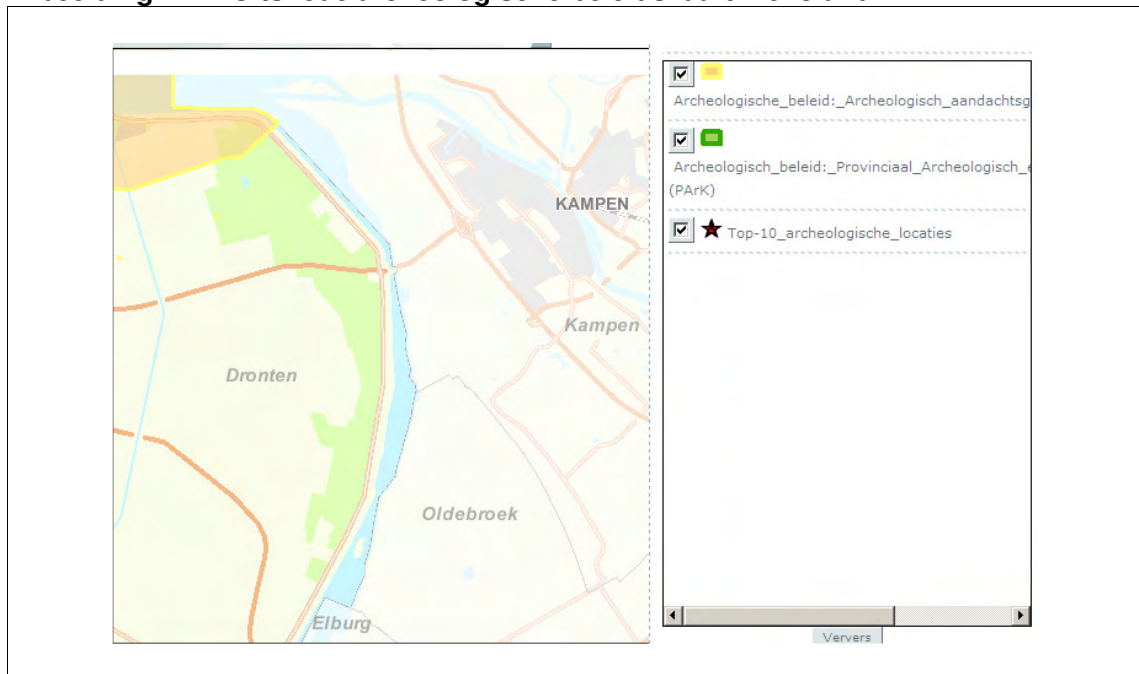 KAMPEN
Kampen
Dronten
Oldebroek
Elburg
Archeologische_beleid:_Archeologisch_aandachtsg
Archeologisch_beleid:_Provinciaal_Archeologisch_e
(PArK)
Top-10_archeologische_locaties
Ververs